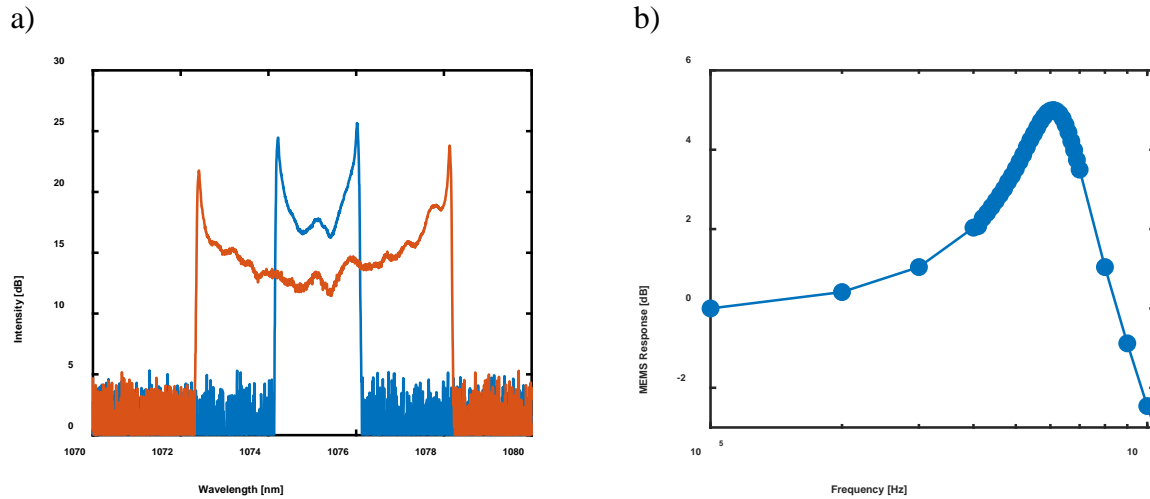 a)
b)
30
25
20
15
10
5
0
1070 1072 1074 1076 1078 1080
Intensity [dB]
Wavelength [nm]
6
4
2
0
-2
10 5 10
MEMS Response [dB]
Frequency [Hz]